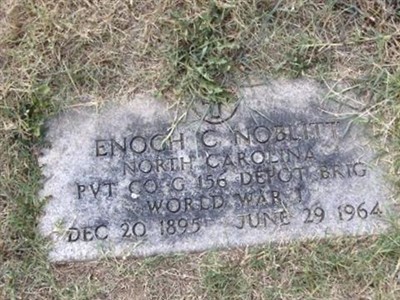 ENOCH C NOBLITT
NORTH CAROLINA
PVT CO G 156 DEPOT BRIG
WORLD WAR I
DEC 20 1895 JUNE 29 1964